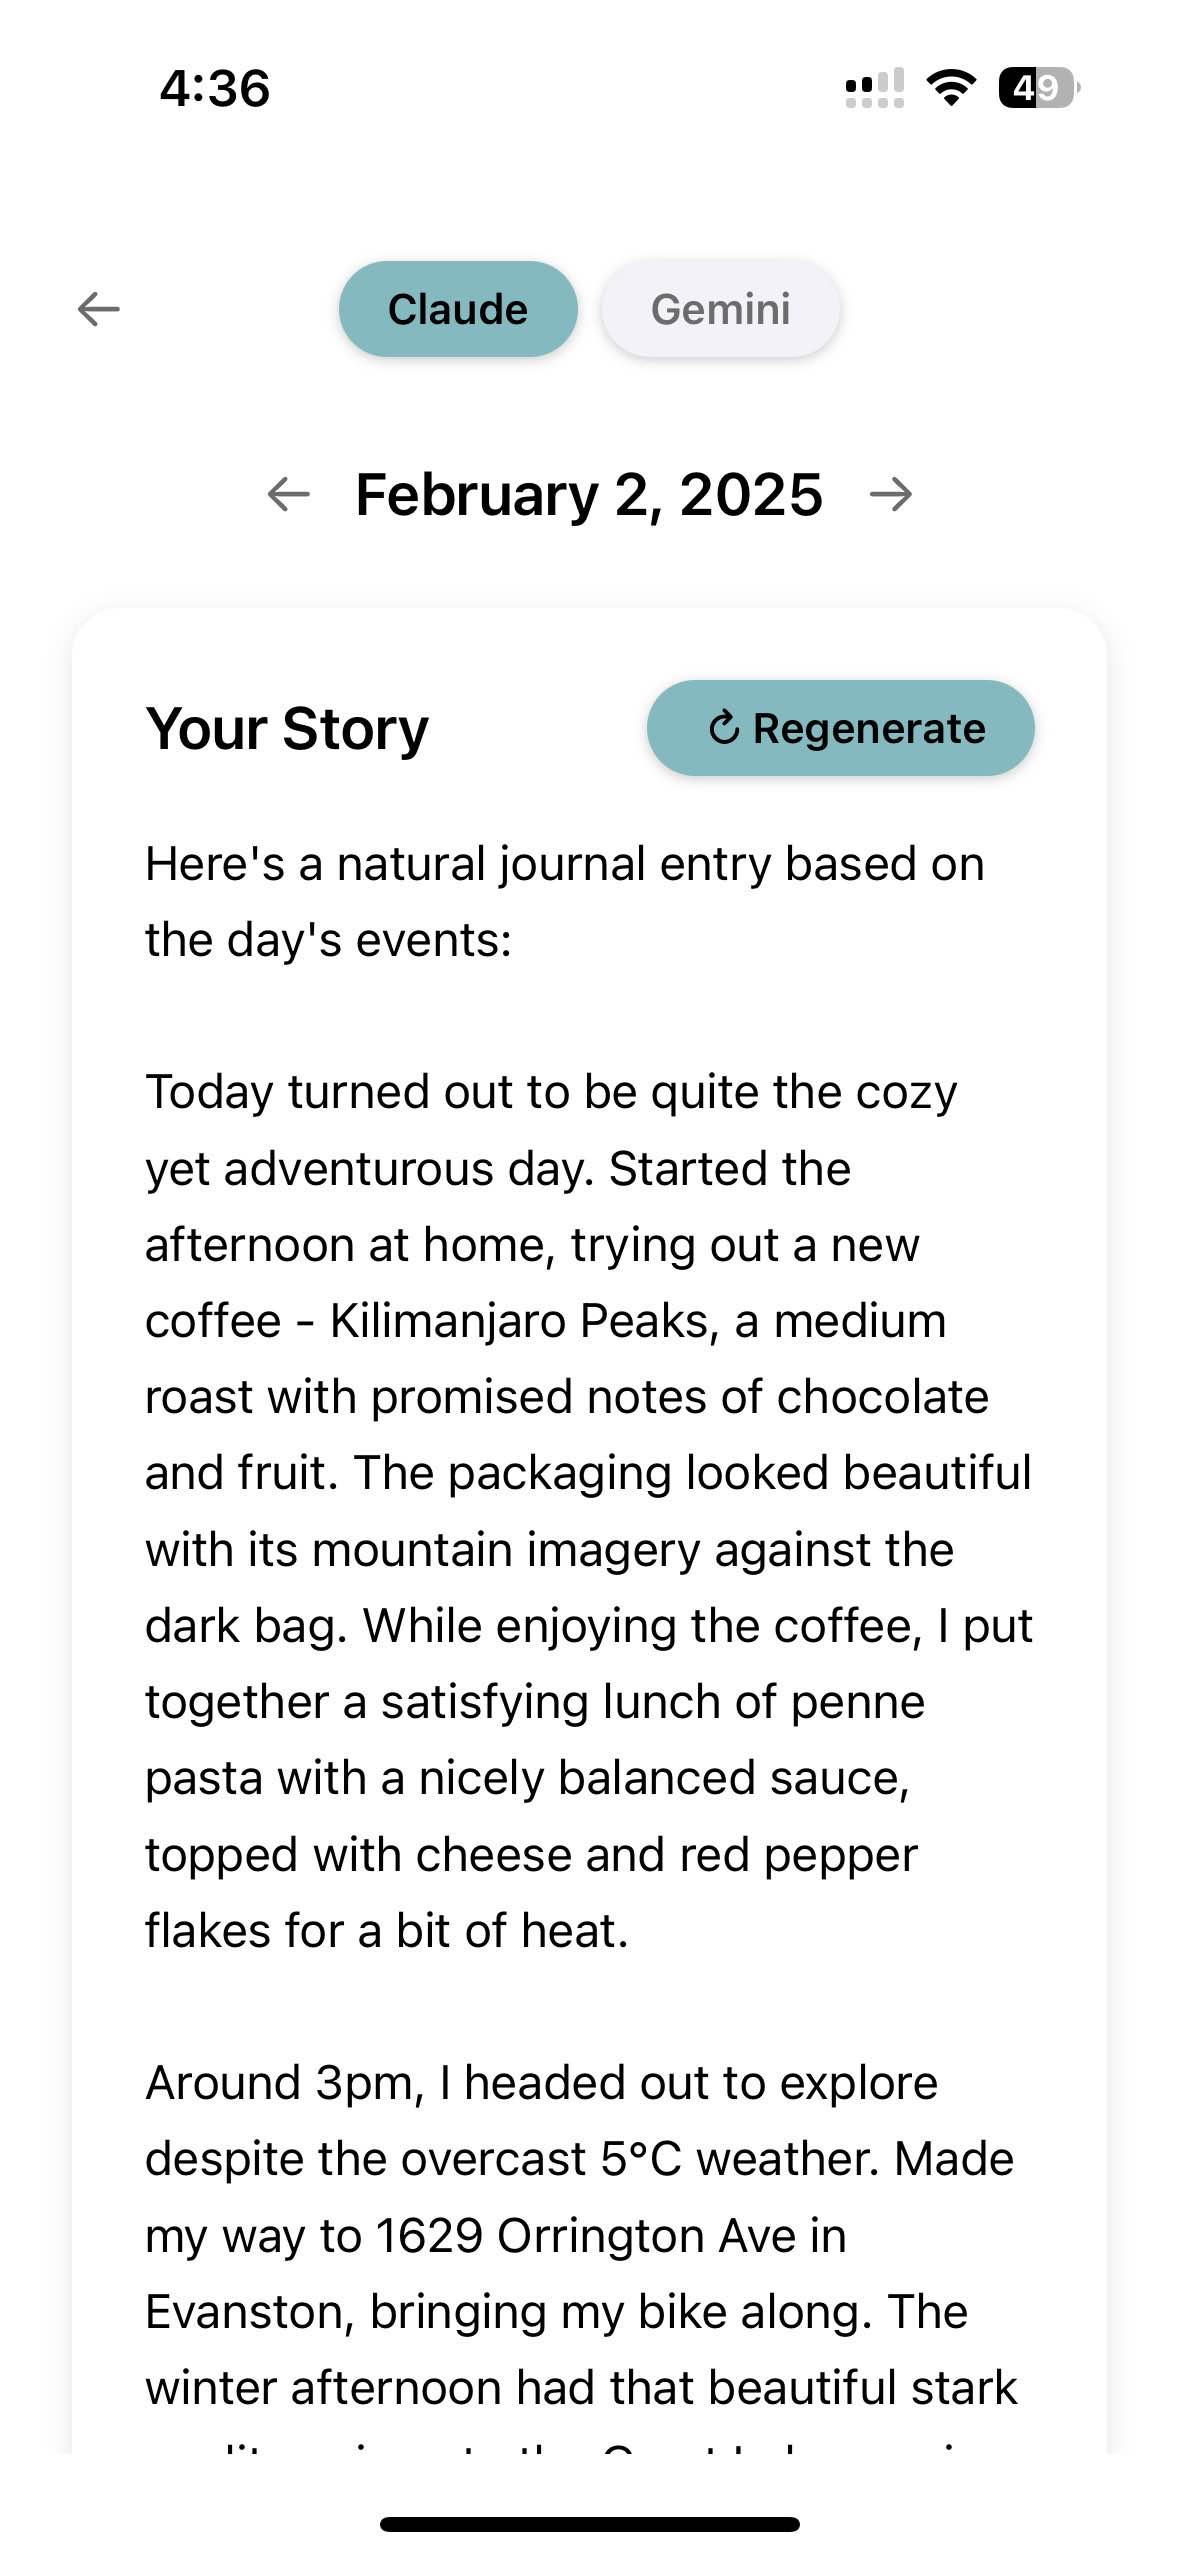 4:36
49
Claude
Gemini
← February 2, 2025 →
Your Story
Regenerate
Here's a natural journal entry based on
the day's events:
Today turned out to be quite the cozy
yet adventurous day. Started the
afternoon at home, trying out a new
coffee - Kilimanjaro Peaks, a medium
roast with promised notes of chocolate
and fruit. The packaging looked beautiful
with its mountain imagery against the
dark bag. While enjoying the coffee, I put
together a satisfying lunch of penne
pasta with a nicely balanced sauce,
topped with cheese and red pepper
flakes for a bit of heat.
Around 3pm, I headed out to explore
despite the overcast 5°C weather. Made
my way to 1629 Orrington Ave in
Evanston, bringing my bike along. The
winter afternoon had that beautiful stark